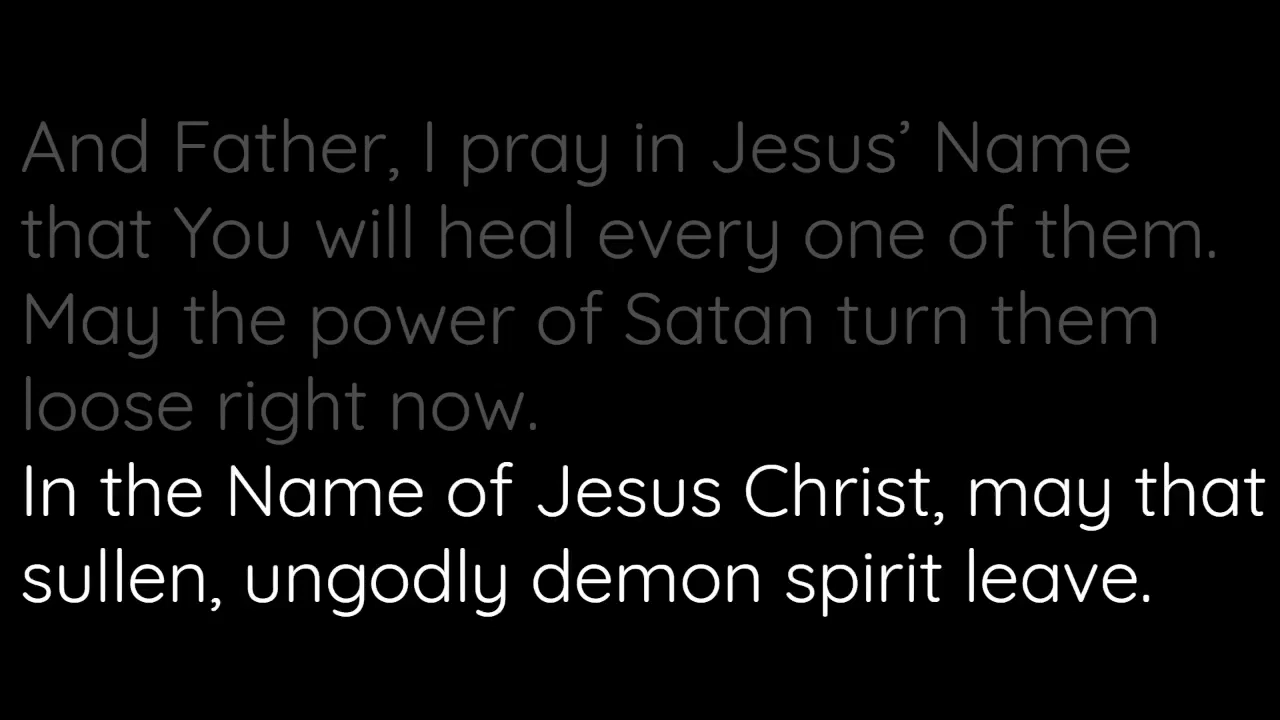 And Father, I pray in Jesus’ Name
that You will heal every one of them.
May the power of Satan turn them
loose right now.
In the Name of Jesus Christ, may that
sullen, ungodly demon spirit leave.